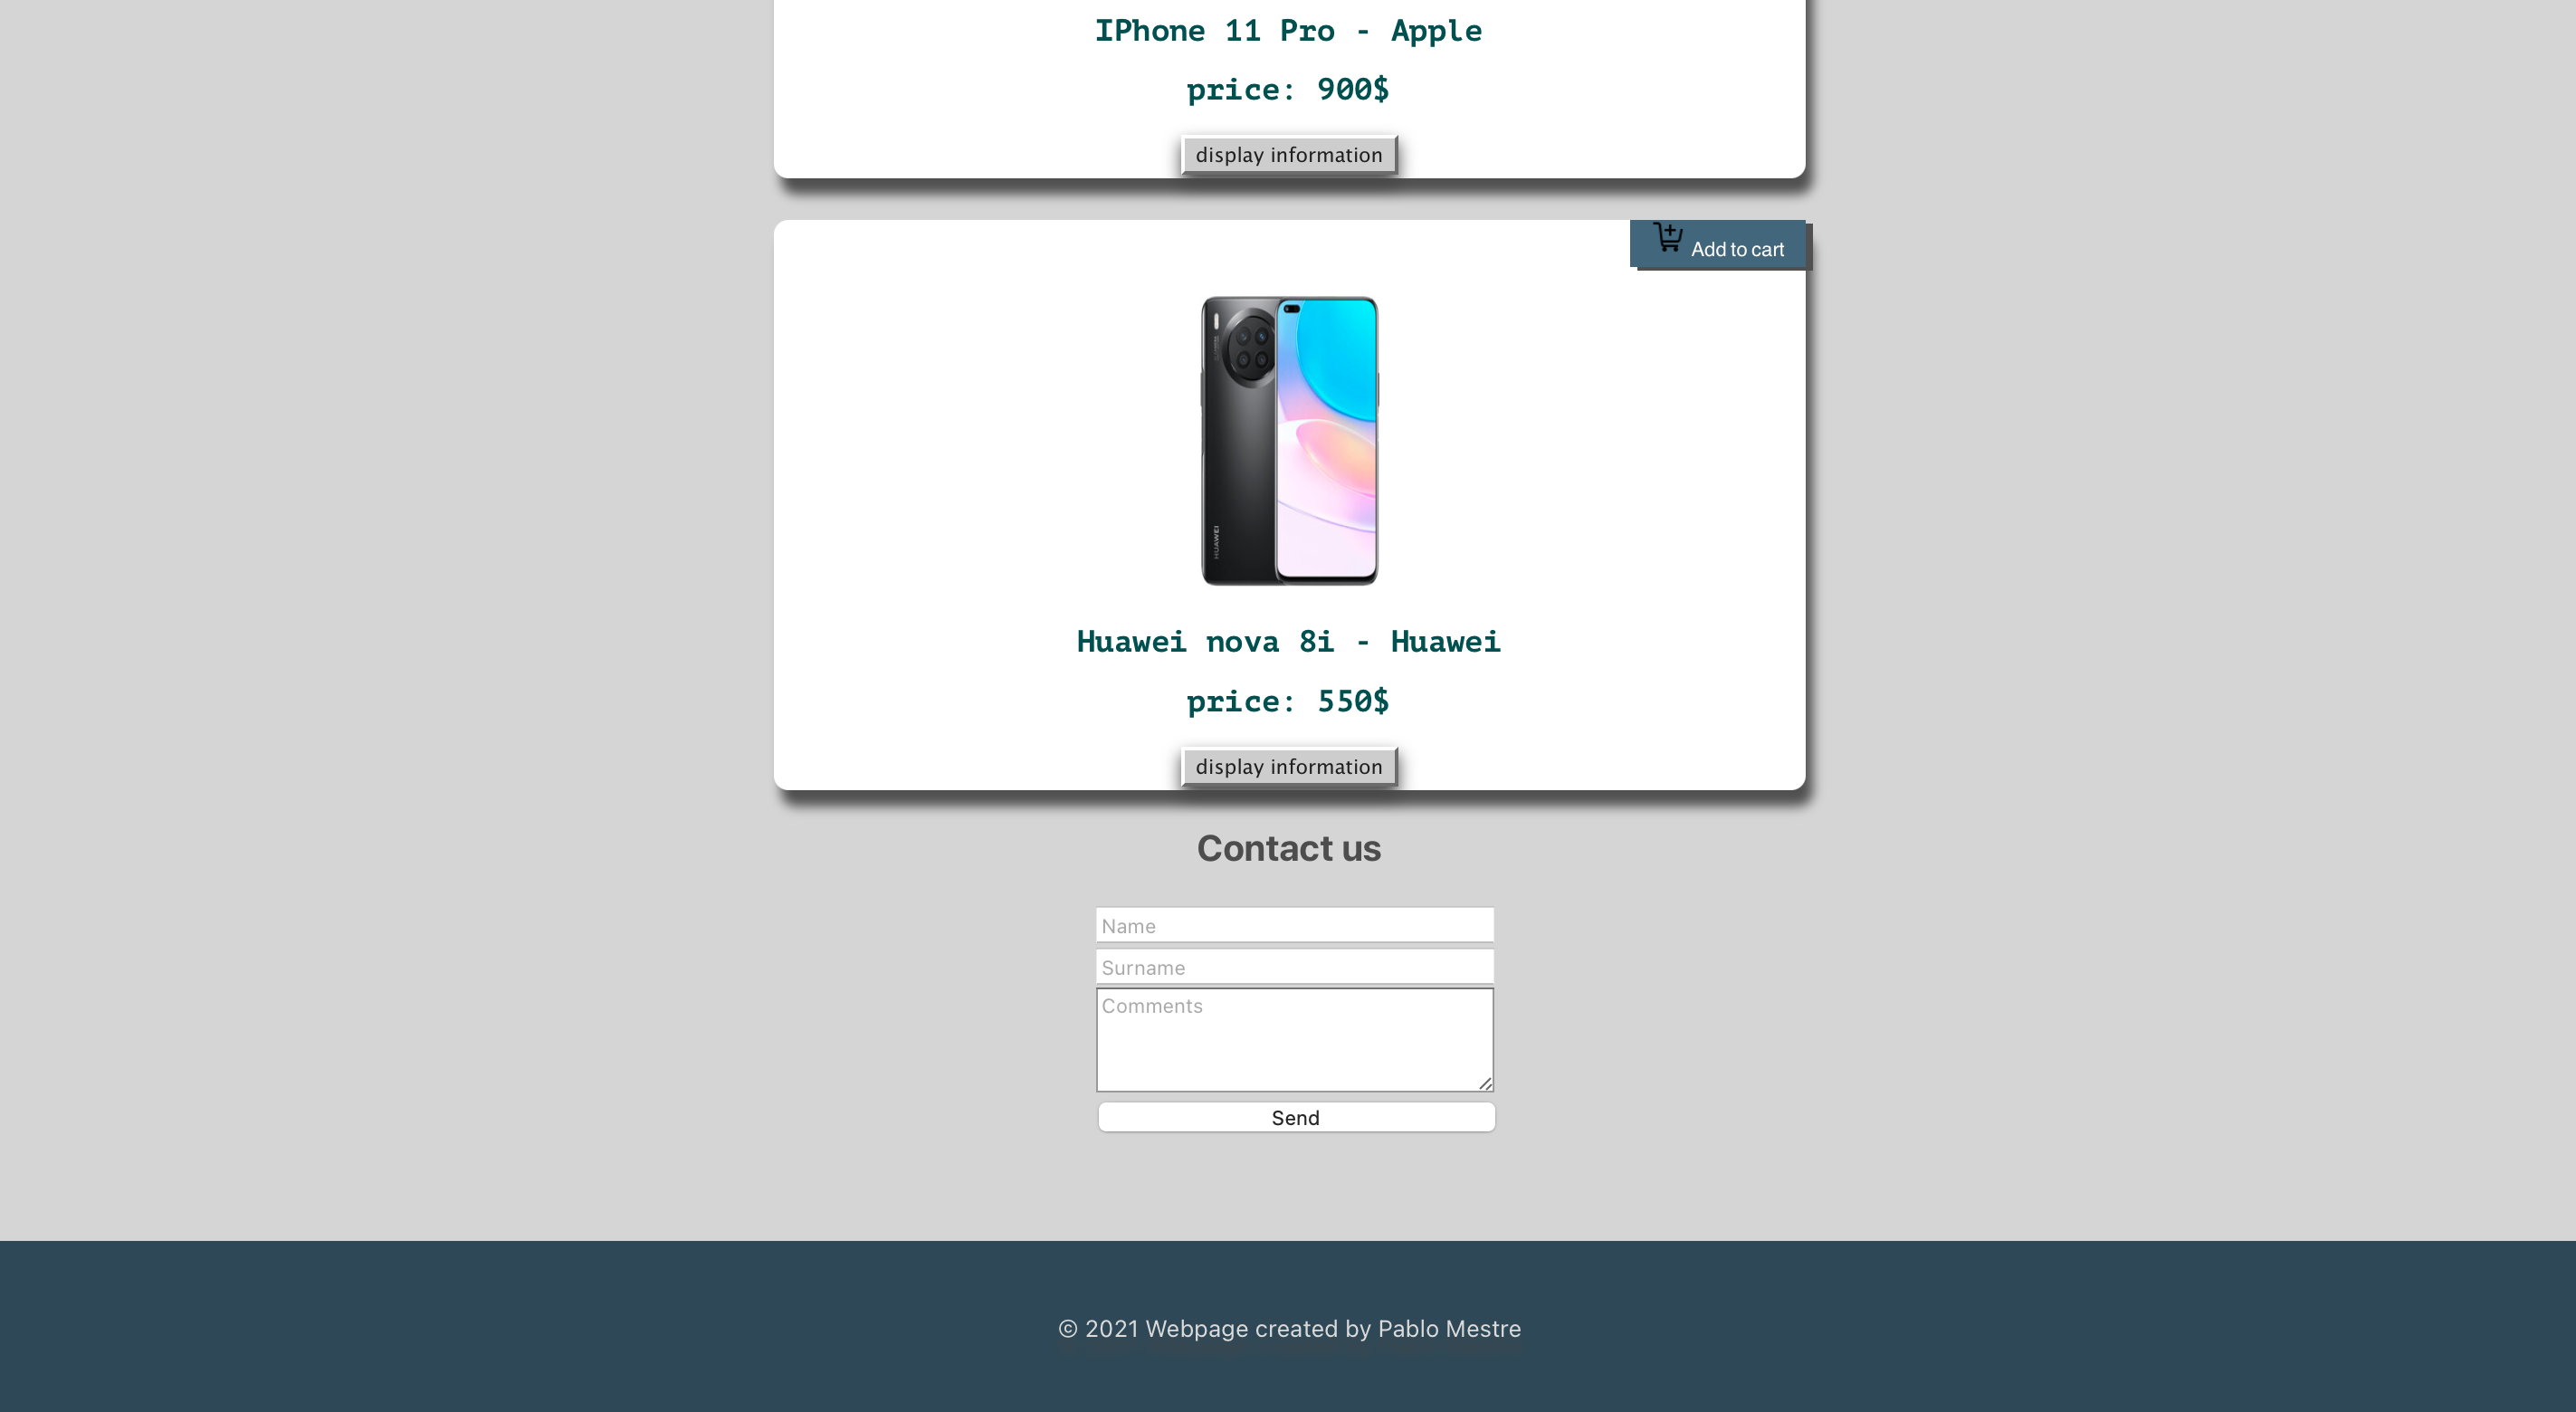 IPhone 11 Pro - Apple
price: 900$
display information
Add to cart
HUAWEI
Huawei nova 8i - Huawei
price: 550$
display information
Contact us
Name
Surname
Comments
Send
© 2021 Webpage created by Pablo Mestre